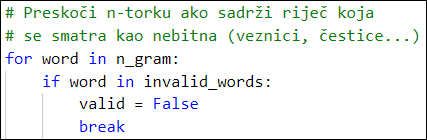 # Preskoči n-torku ako sadrži riječ koja
# se smatra kao nebitna (veznici, čestice...)
for word in n_gram:
    if word in invalid_words:
        valid = False
        break